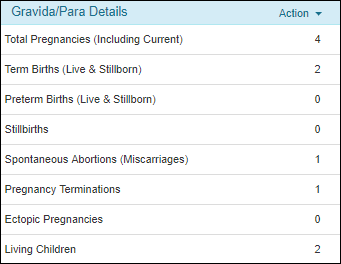 Gravida/Para Details Action
Total Pregnancies (Including Current) 4
Term Births (Live & Stillborn) 2
Preterm Births (Live & Stillborn) 0
Stillbirths 0
Spontaneous Abortions (Miscarriages) 1
Pregnancy Terminations 1
Ectopic Pregnancies 0
Living Children 2